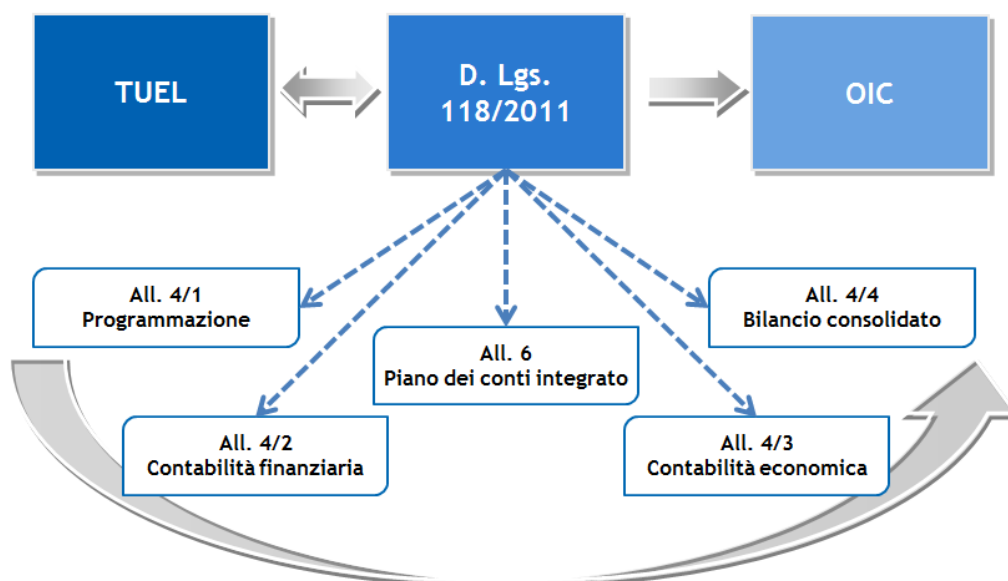 TUEL
D. Lgs.
118/2011
OIC
All. 4/1
Programmazione
All. 4/4
Bilancio consolidato
All. 6
Piano dei conti integrato
All. 4/2
Contabilità finanziaria
All. 4/3
Contabilità economica